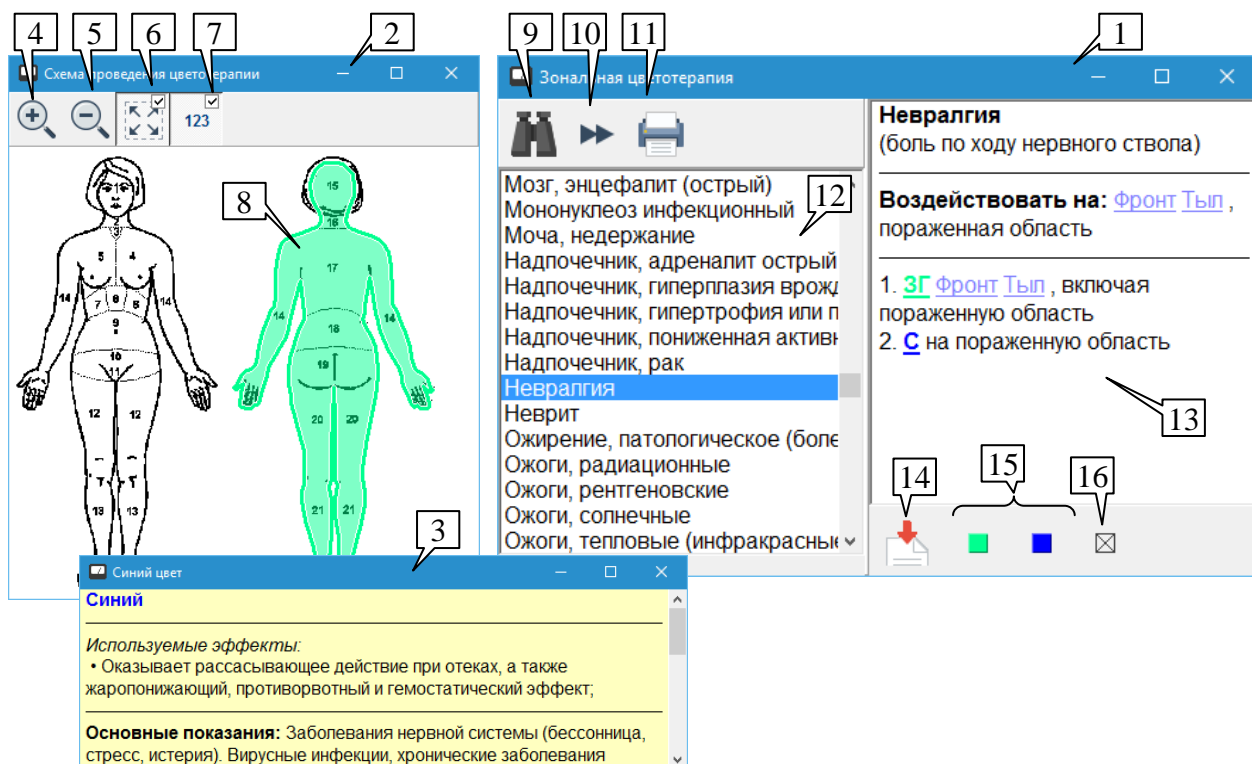 4
5
6
7
2
9
10
11
1
Схема проведения цветотерапии
Зональная цветотерапия
123
1
2
3
5
4
14
7
6
8
14
9
10
11
12
12
13
13
8
15
16
17
14
14
18
19
20
20
21
21
12
Мозг, энцефалит (острый)
Мононуклеоз инфекционный
Моча, недержание
Надпочечник, адреналит острый
Надпочечник, гиперплазия врожд
Надпочечник, гипертрофия или п
Надпочечник, пониженная активн
Надпочечник, рак
Невралгия
Неврит
Ожирение, патологическое (боле
Ожоги, радиационные
Ожоги, рентгеновские
Ожоги, солнечные
Ожоги, тепловые (инфракрасные
Невралгия
(боль по ходу нервного ствола)
Воздействовать на: Фронт Тыл ,
пораженная область
1. ЗГ Фронт Тыл , включая
пораженную область
2. С на пораженную область
13
14
15
16
3
Синий цвет
Синий
Используемые эффекты:
• Оказывает рассасывающее действие при отеках, а также
жаропонижающий, противорвотный и гемостатический эффект;
Основные показания: Заболевания нервной системы (бессонница,
стресс, истерия). Вирусные инфекции, хронические заболевания